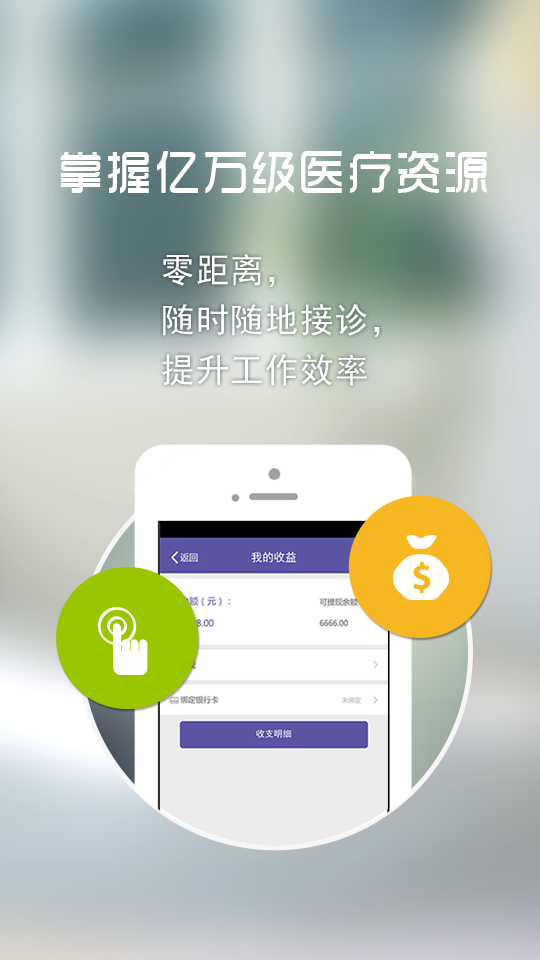 掌握亿万级医疗资源
零距离，
随时随地接诊，
提升工作效率
返回 我的收益
额（元）： 可提现余额
8.00 6666.00
绑定银行卡 未绑定
收支明细